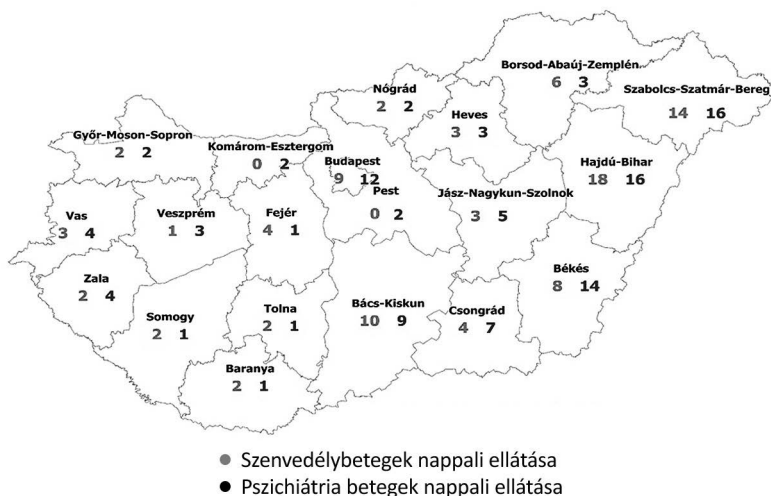 Borsod-Abaúj-Zemplén
6 3
Nógrád
2 2
Szabolcs-Szatmár-Bereg
14 16
Heves
3 3
Győr-Moson-Sopron
2 2
Komárom-Esztergom
0 2
Budapest
9 12
Hajdú-Bihar
18 16
Pest
0 2
Jász-Nagykun-Szolnok
3 5
Vas
3 4
Veszprém
1 3
Fejér
4 1
Zala
2 4
Békés
8 14
Somogy
2 1
Tolna
2 1
Bács-Kiskun
10 9
Csongrád
4 7
Baranya
2 1
Szenvedélybetegek nappali ellátása
Pszichiátria betegek nappali ellátása